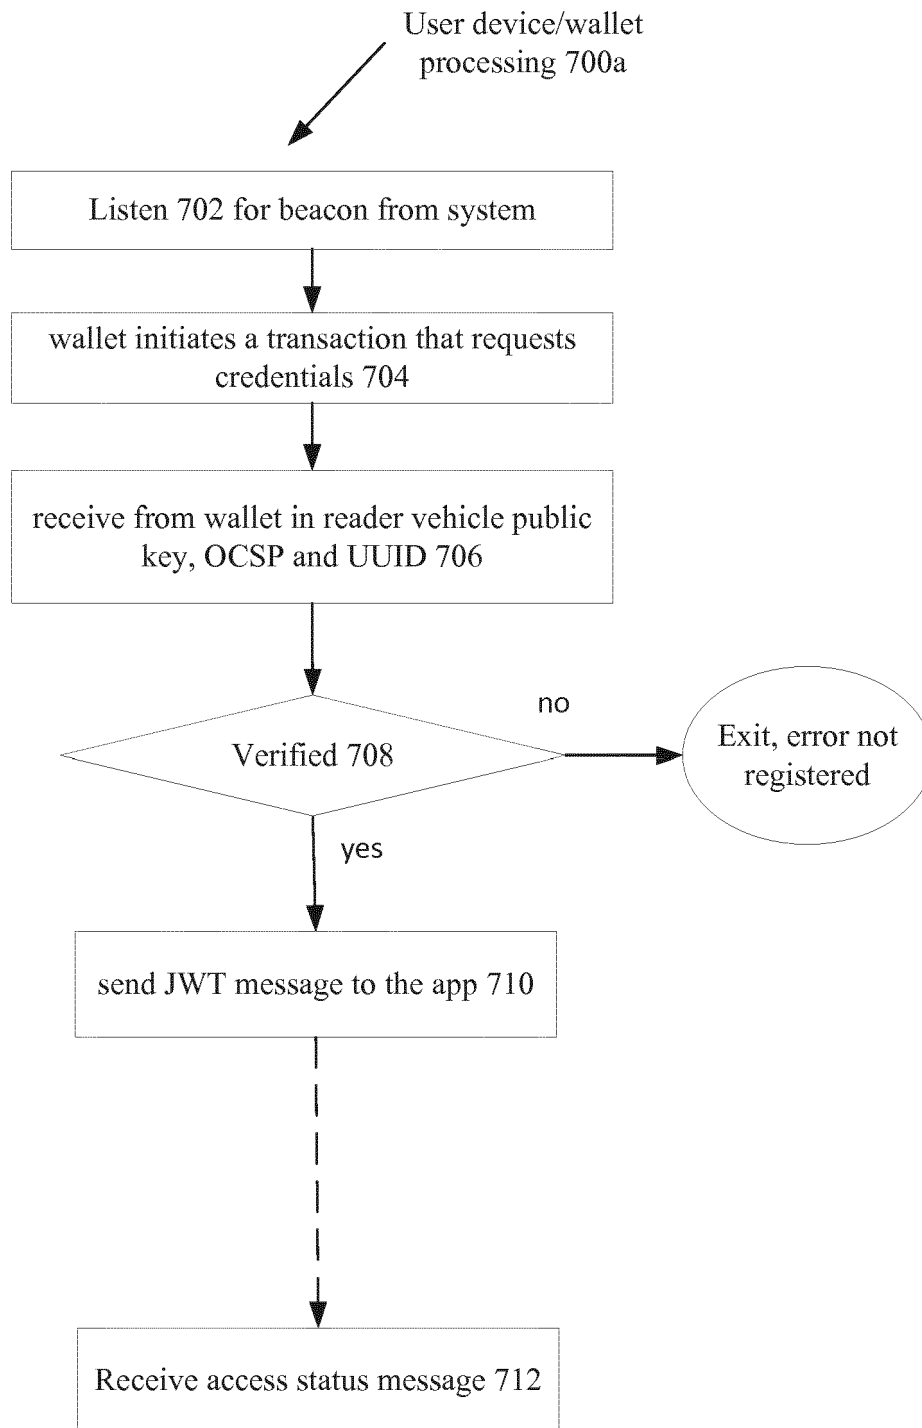 User device/wallet
processing 700a
Listen 702 for beacon from system
wallet initiates a transaction that requests
credentials 704
receive from wallet in reader vehicle public
key, OCSP and UUID 706
Verified 708
no
Exit, error not
registered
yes
send JWT message to the app 710
Receive access status message 712